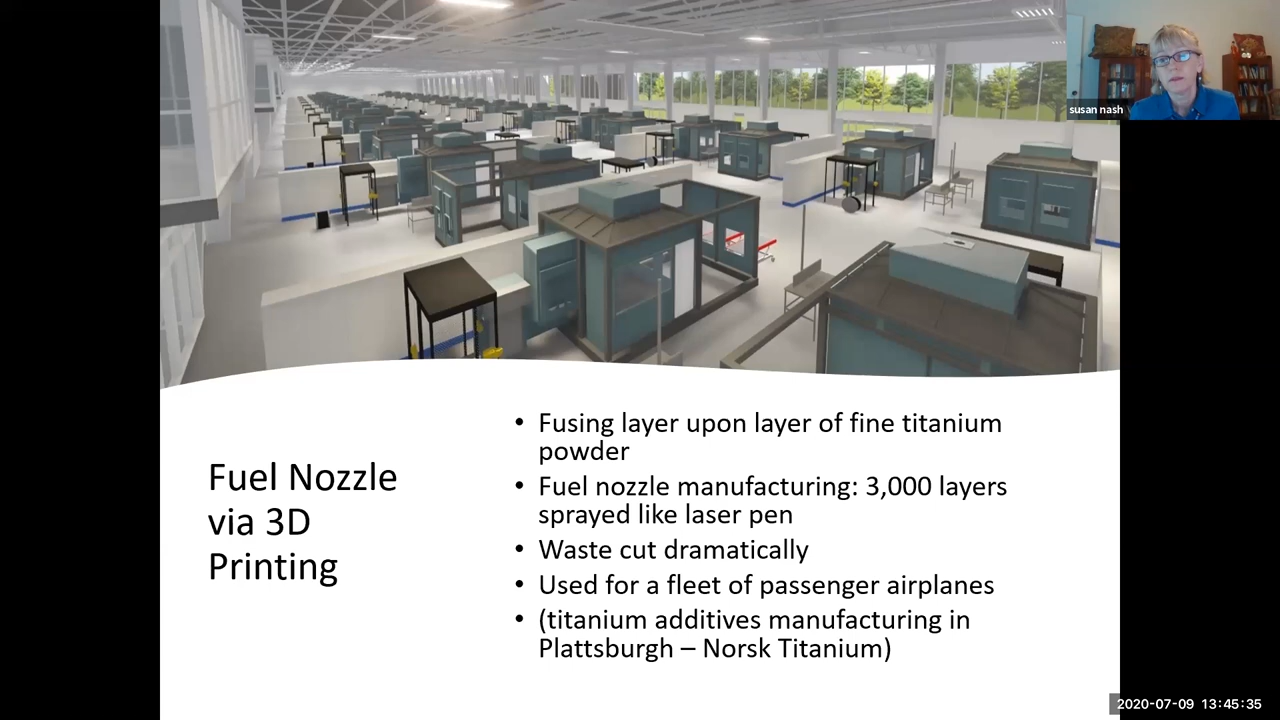 susan nash
Fuel Nozzle
via 3D
Printing
• Fusing layer upon layer of fine titanium
powder
• Fuel nozzle manufacturing: 3,000 layers
sprayed like laser pen
• Waste cut dramatically
• Used for a fleet of passenger airplanes
• (titanium additives manufacturing in
Plattsburgh – Norsk Titanium)
2020-07-09 13:45:35